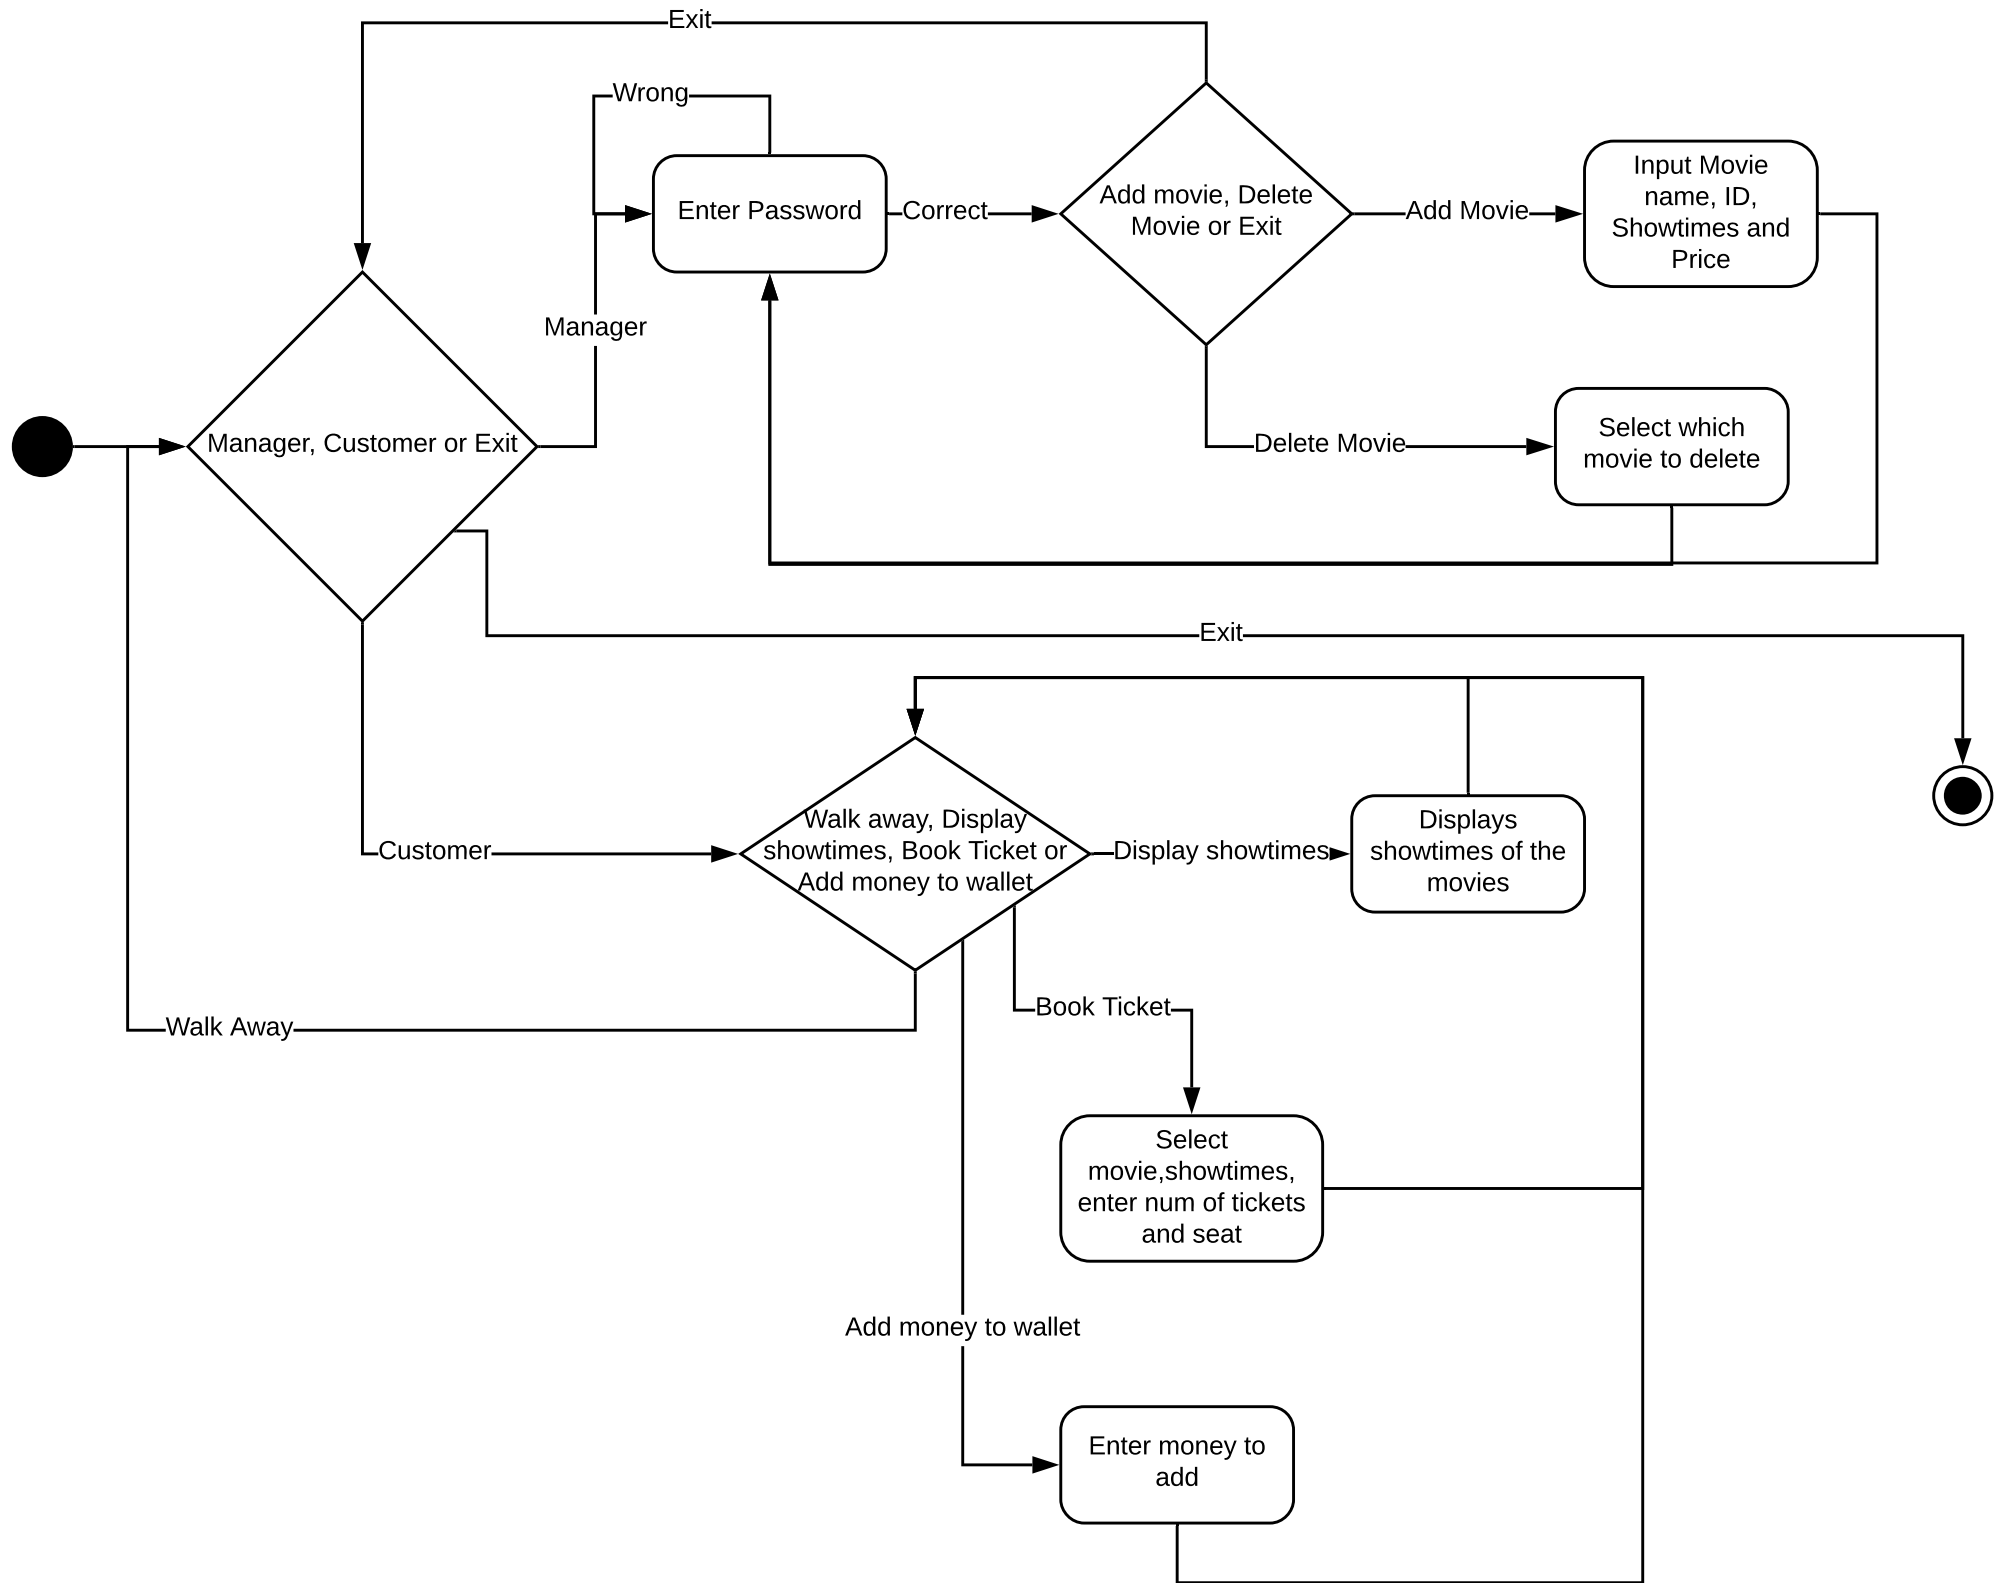 Exit
Wrong
Enter Password
Correct
Add movie, Delete
Movie or Exit
Add Movie
Input Movie
name, ID,
Showtimes and
Price
Manager
Manager, Customer or Exit
Delete Movie
Select which
movie to delete
Exit
Customer
Walk away, Display
showtimes, Book Ticket or
Add money to wallet
Display showtimes
Displays
showtimes of the
movies
Walk Away
Book Ticket
Select
movie,showtimes,
enter num of tickets
and seat
Add money to wallet
Enter money to
add